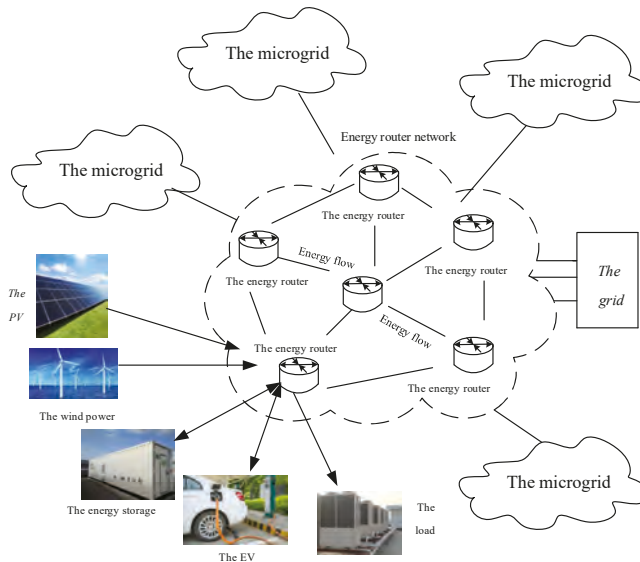 The microgrid
The microgrid
Energy router network
The microgrid
The energy router
The energy router
Energy flow
The energy router
The
PV
The
grid
The energy router
Energy flow
The energy router
The wind power
The microgrid
The energy storage
The
load
The EV